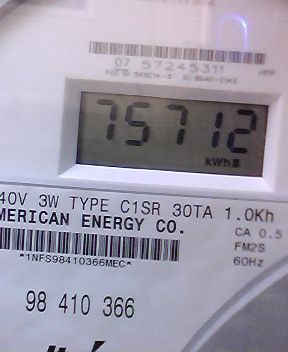 07 57245311
75712
kWh
40V 3W TYPE C1SR 30TA 1.0Kh
MERICAN ENERGY CO.
CA 0.5
FM2S
60Hz
*1NFS98410366MEC*
98 410 366